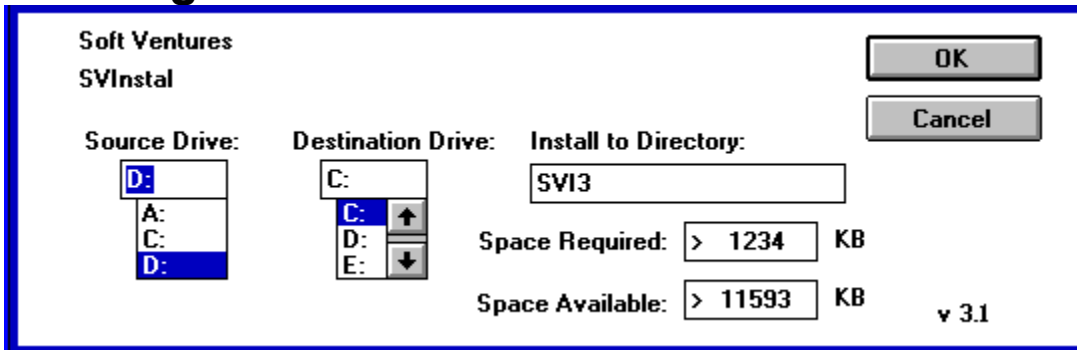 Soft Ventures
SVInstal
OK
Cancel
Source Drive: Destination Drive: Install to Directory:
D: C: SVI3
A: C:
C: D:
D: E:
Space Required: > 1234 KB
Space Available: > 11593 KB
v 3.1